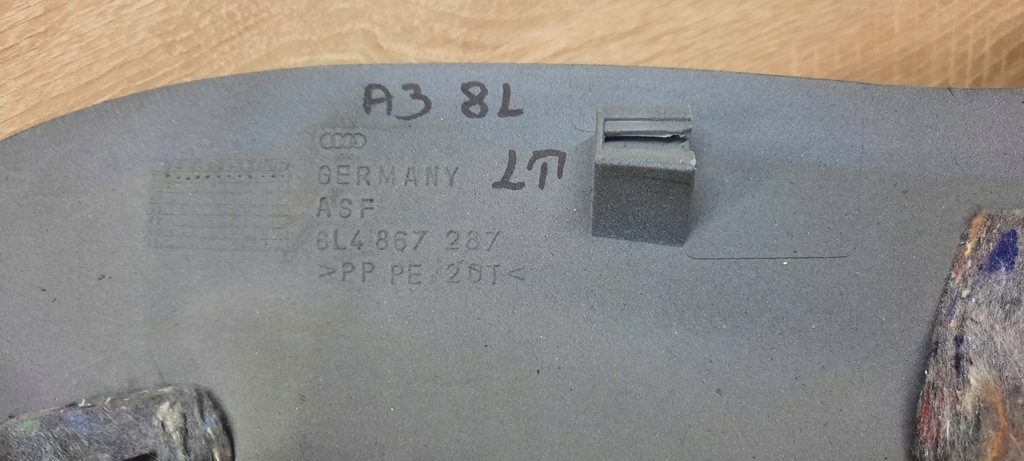 A3 8L
LT
GERMANY
ASF
8L4 867 287
>PP PE/20T<